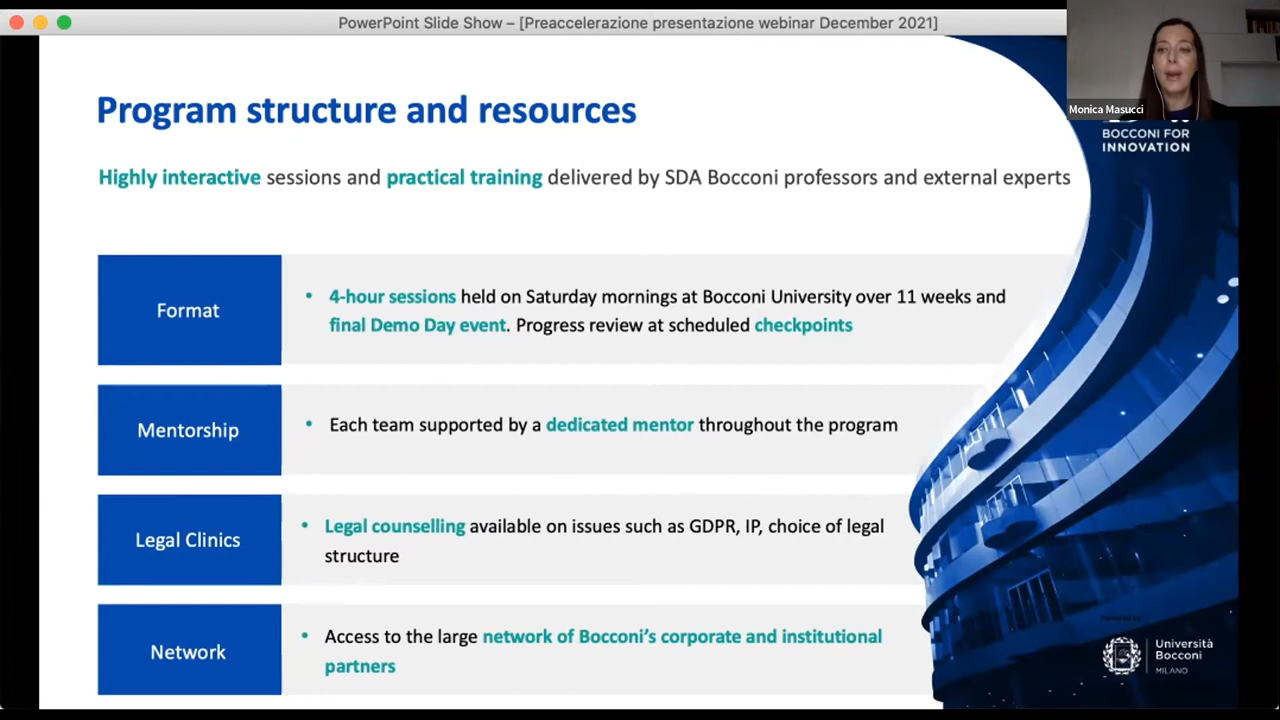 PowerPoint Slide Show – [Preaccelerazione presentazione webinar December 2021]
Monica Masucci
BOCCONI FOR
INNOVATION
Program structure and resources
Highly interactive sessions and practical training delivered by SDA Bocconi professors and external experts
Format
• 4-hour sessions held on Saturday mornings at Bocconi University over 11 weeks and
final Demo Day event. Progress review at scheduled checkpoints
Mentorship
• Each team supported by a dedicated mentor throughout the program
Legal Clinics
• Legal counselling available on issues such as GDPR, IP, choice of legal
structure
Network
• Access to the large network of Bocconi's corporate and institutional
partners
Università
Bocconi
MILANO